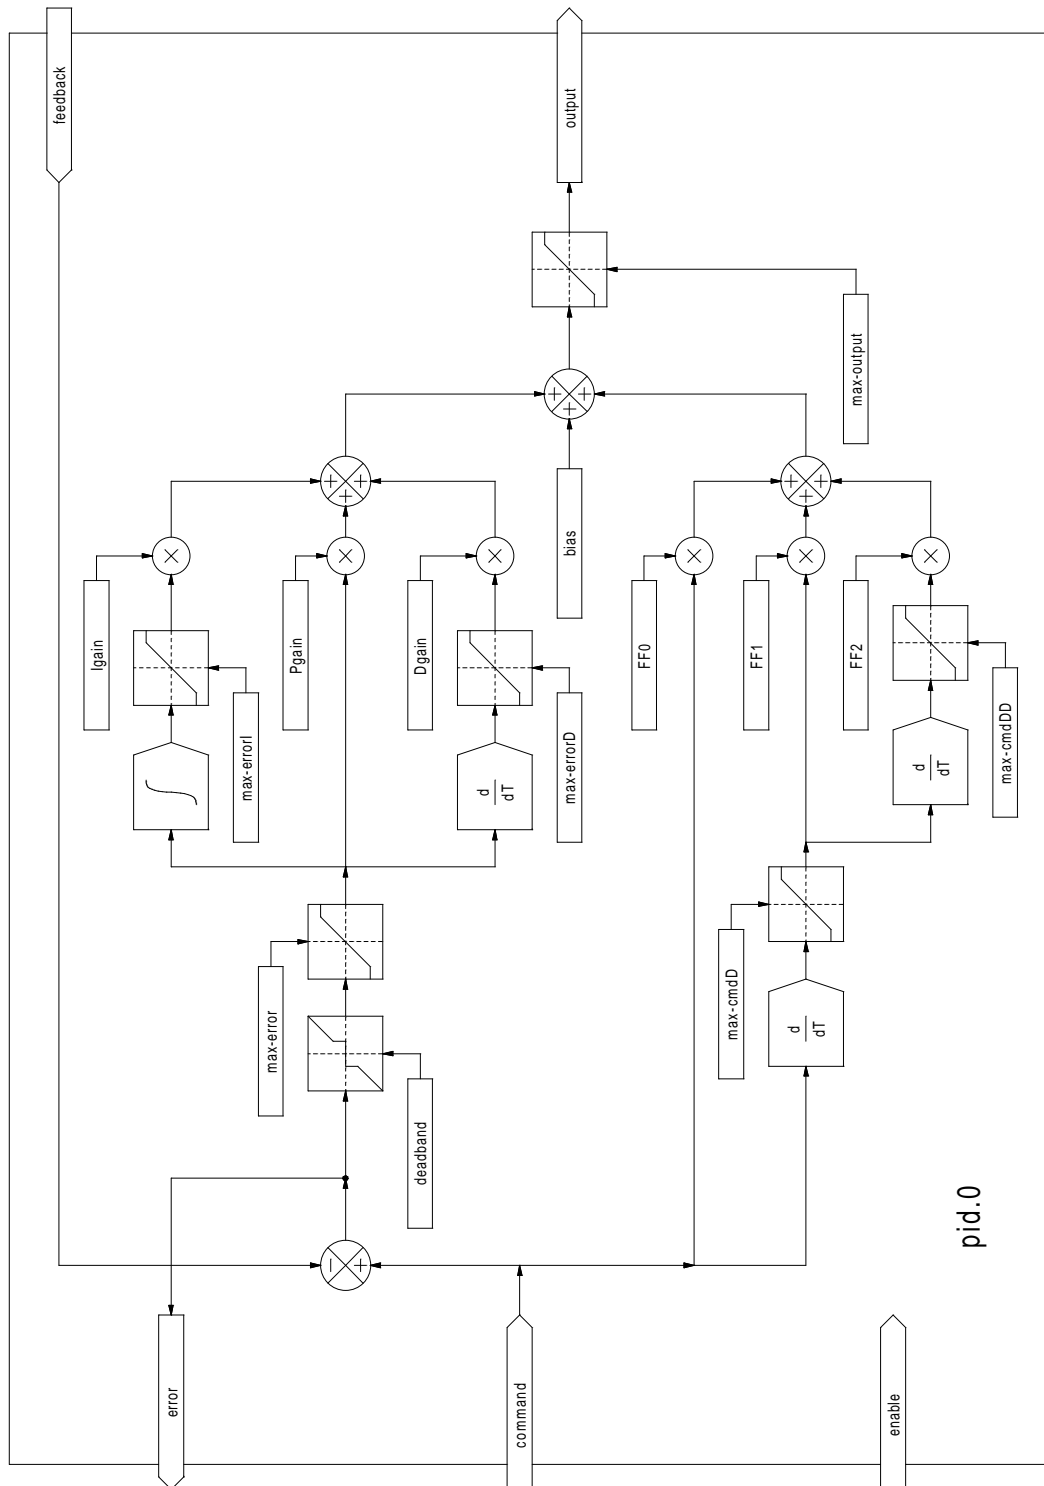 feedback
output
max-output
Igain
Pgain
Dgain
bias
FF0
FF1
FF2
max-errorI
max-errorD
max-cmdDD
d
dT
d
dT
max-error
max-cmdD
d
dT
deadband
pid.0
error
command
enable
+
+
+
+
+
+
+
+
+
−
+
×
×
×
×
×
×
∫